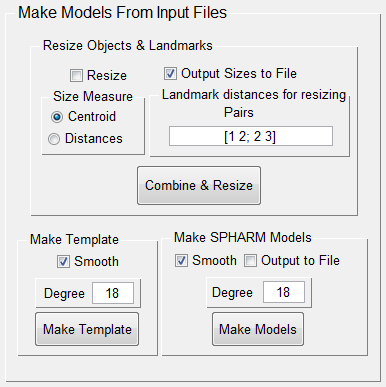 Make Models From Input Files
Resize Objects & Landmarks
Resize
Output Sizes to File
Size Measure
Centroid
Distances
Landmark distances for resizing
Pairs
[1 2; 2 3]
Combine & Resize
Make Template
Smooth
Degree 18
Make Template
Make SPHARM Models
Smooth Output to File
Degree 18
Make Models